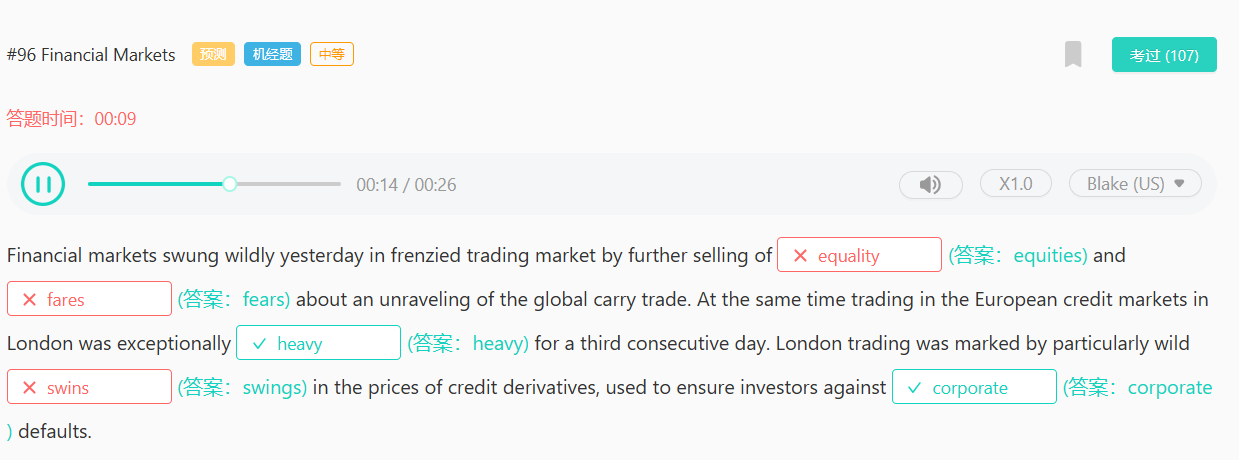 #96 Financial Markets 预测 机经题 中等 考过 (107)
答题时间：00:09
00:14 / 00:26 X1.0 Blake (US)
Financial markets swung wildly yesterday in frenzied trading market by further selling of equality (答案：equities) and
fares (答案：fears) about an unraveling of the global carry trade. At the same time trading in the European credit markets in
London was exceptionally heavy (答案：heavy) for a third consecutive day. London trading was marked by particularly wild
swins (答案：swings) in the prices of credit derivatives, used to ensure investors against corporate (答案：corporate
) defaults.